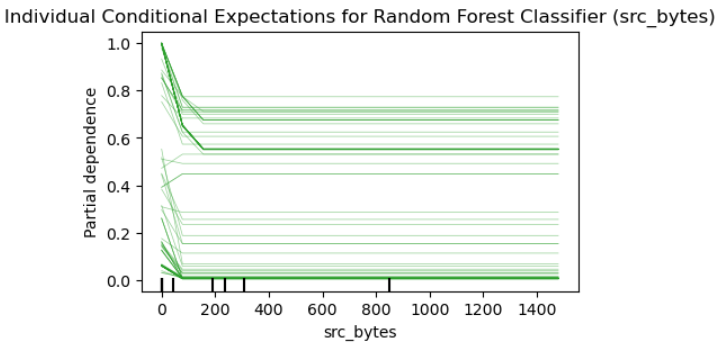 Individual Conditional Expectations for Random Forest Classifier (src_bytes)
Partial dependence
1.0
0.8
0.6
0.4
0.2
0.0
0 200 400 600 800 1000 1200 1400
src_bytes